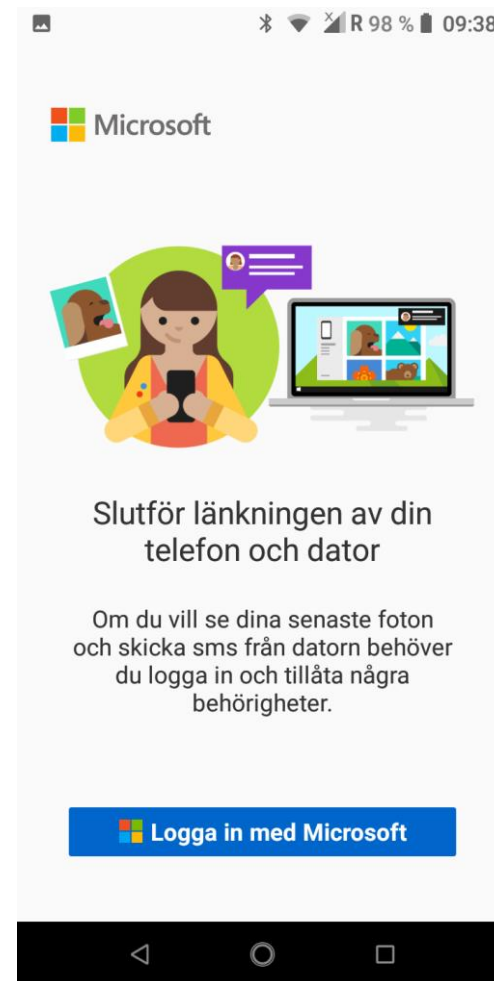 R 98 % 09:38
Microsoft
Slutför länkningen av din
telefon och dator
Om du vill se dina senaste foton
och skicka sms från datorn behöver
du logga in och tillåta några
behörigheter.
Logga in med Microsoft